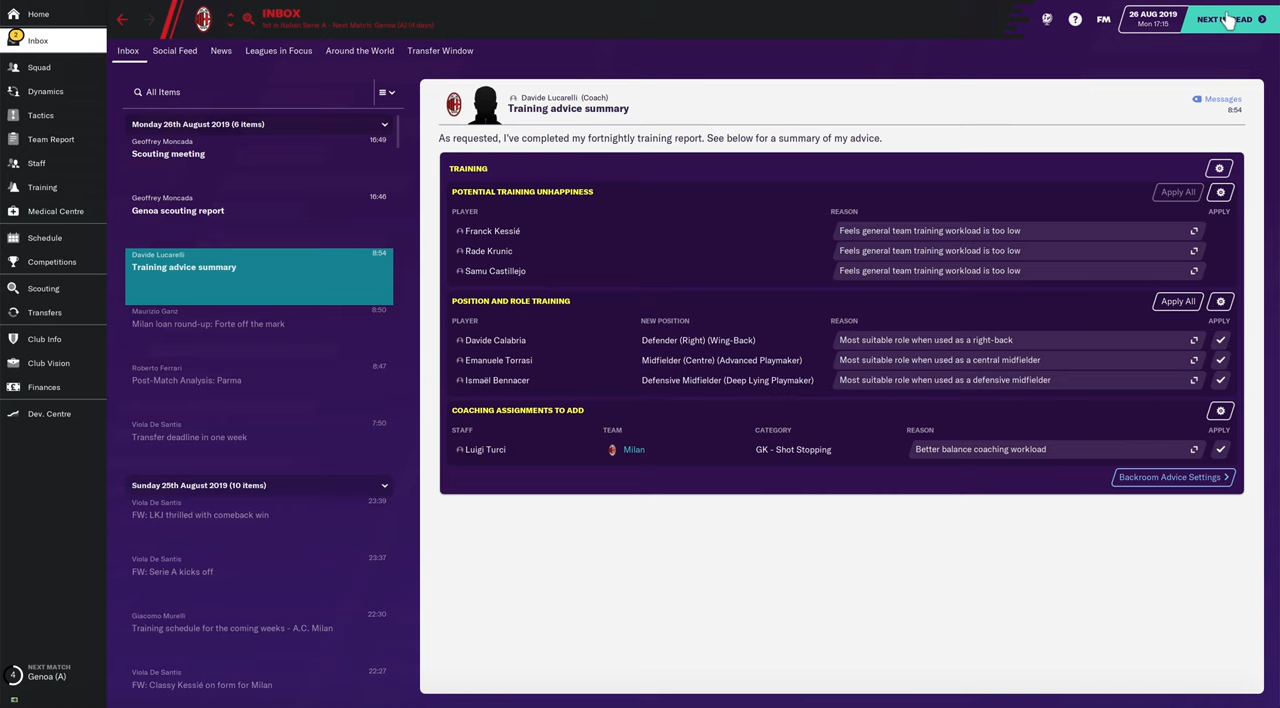 Home
2
Inbox
Squad
Dynamics
Tactics
Team Report
Staff
Training
Medical Centre
Schedule
Competitions
Scouting
Transfers
Club Info
Club Vision
Finances
Dev. Centre
4
NEXT MATCH
Genoa (A)
INBOX
1st in Italian Serie A - Next Match: Genoa (A) (4 days)
?
FM
26 AUG 2019
Mon 17:15
Inbox Social Feed News Leagues in Focus Around the World Transfer Window
All Items
Monday 26th August 2019 (6 items)
Geoffrey Moncada 16:49
Scouting meeting
Geoffrey Moncada 16:46
Genoa scouting report
Davide Lucarelli 8:54
Training advice summary
Maurizio Ganz 8:50
Milan loan round-up: Forte off the mark
Roberto Ferrari 8:47
Post-Match Analysis: Parma
Viola De Santis 7:50
Transfer deadline in one week
Sunday 25th August 2019 (10 items)
Viola De Santis 23:39
FW: LKJ thrilled with comeback win
Viola De Santis 23:37
FW: Serie A kicks off
Giacomo Murelli 22:30
Training schedule for the coming weeks - A.C. Milan
Viola De Santis 22:27
FW: Classy Kessié on form for Milan
Davide Lucarelli (Coach)
Training advice summary
Messages
8:54
As requested, I've completed my fortnightly training report. See below for a summary of my advice.
TRAINING
POTENTIAL TRAINING UNHAPPINESS Apply All
PLAYER REASON APPLY
Franck Kessié Feels general team training workload is too low
Rade Krunic Feels general team training workload is too low
Samu Castillejo Feels general team training workload is too low
POSITION AND ROLE TRAINING Apply All
PLAYER NEW POSITION REASON APPLY
Davide Calabria Defender (Right) (Wing-Back) Most suitable role when used as a right-back
Emanuele Torrasi Midfielder (Centre) (Advanced Playmaker) Most suitable role when used as a central midfielder
Ismaël Bennacer Defensive Midfielder (Deep Lying Playmaker) Most suitable role when used as a defensive midfielder
COACHING ASSIGNMENTS TO ADD
STAFF TEAM CATEGORY REASON APPLY
Luigi Turci Milan GK - Shot Stopping Better balance coaching workload
Backroom Advice Settings